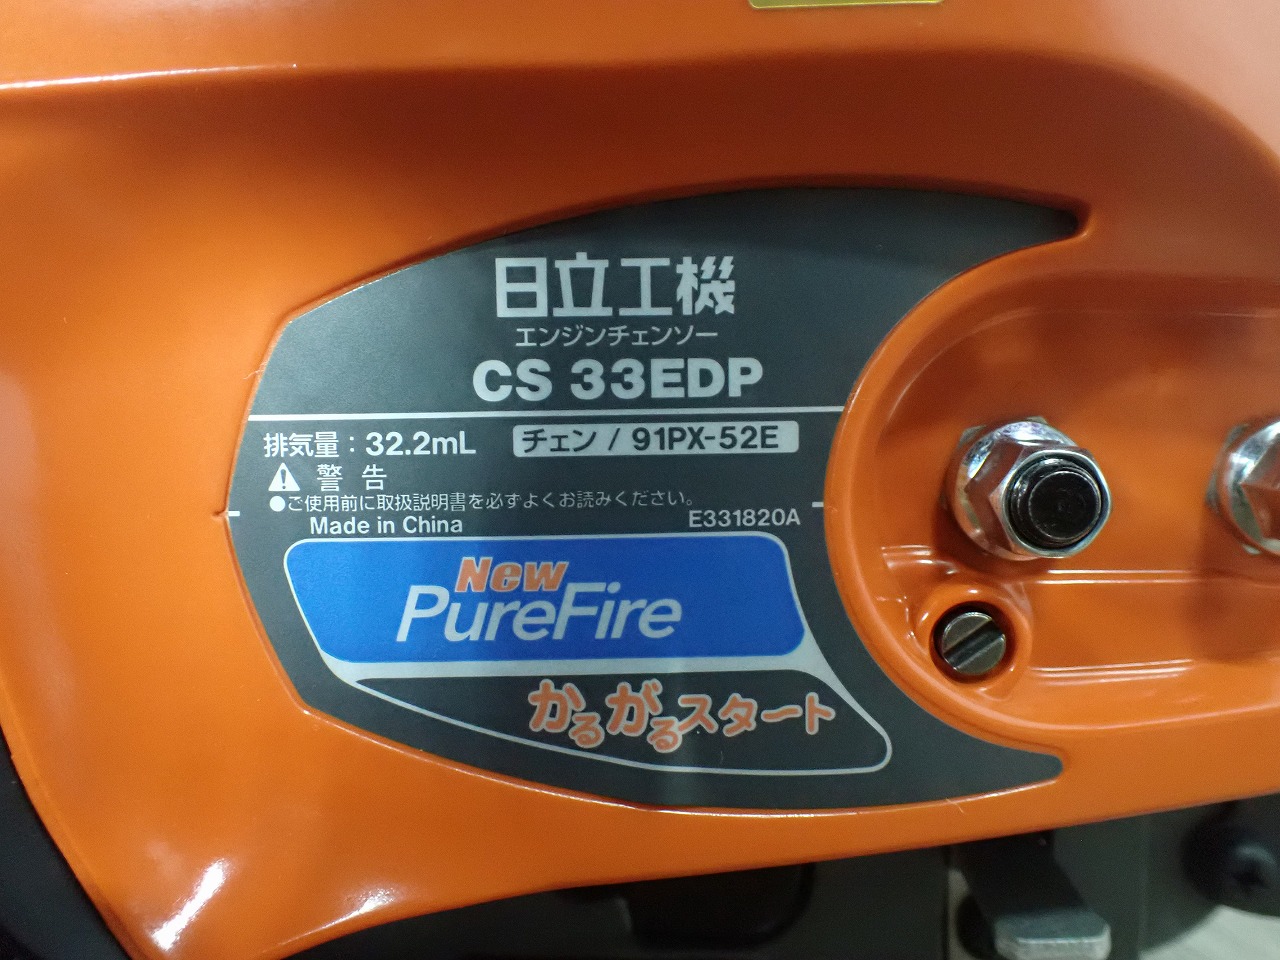 日立工機
エンジンチェンソー
CS 33EDP
排気量：32.2mL チェン / 91PX-52E
警 告
●ご使用前に取扱説明書を必ずよくお読みください。
Made in China E331820A
New
PureFire
かるがるスタート